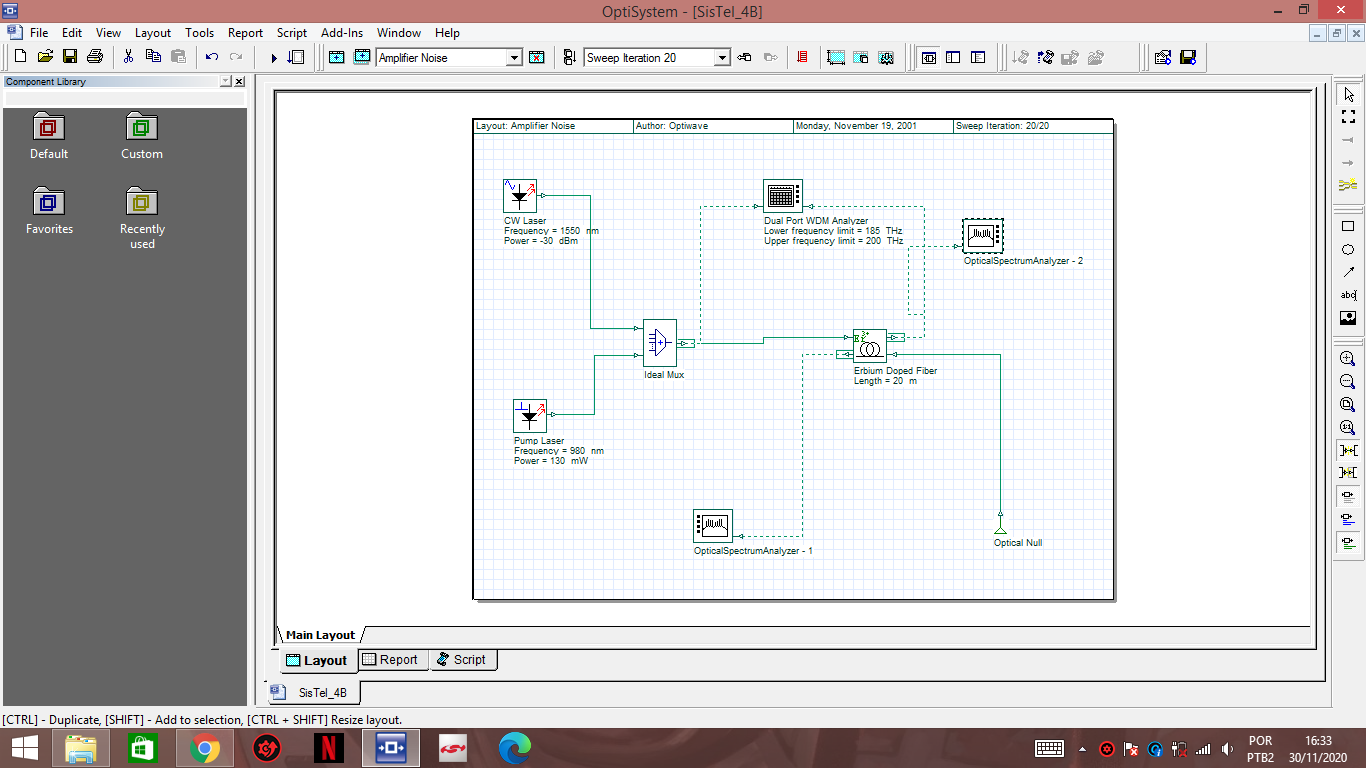 OptiSystem - [SisTel_4B]
File Edit View Layout Tools Report Script Add-Ins Window Help
Amplifier Noise Sweep Iteration 20
Component Library
Default Custom
Favorites Recently
used
Layout: Amplifier Noise Author: Optiwave Monday, November 19, 2001 Sweep Iteration: 20/20
CW Laser
Frequency = 1550 nm
Power = -30 dBm
Dual Port WDM Analyzer
Lower frequency limit = 185 THz
Upper frequency limit = 200 THz
OpticalSpectrumAnalyzer - 2
Ideal Mux
Er 3+
Erbium Doped Fiber
Length = 20 m
Pump Laser
Frequency = 980 nm
Power = 130 mW
OpticalSpectrumAnalyzer - 1
Optical Null
abc
Main Layout
Layout Report Script
SisTel_4B
[CTRL] - Duplicate, [SHIFT] - Add to selection, [CTRL + SHIFT] Resize layout.
N
POR 16:33
PTB2 30/11/2020